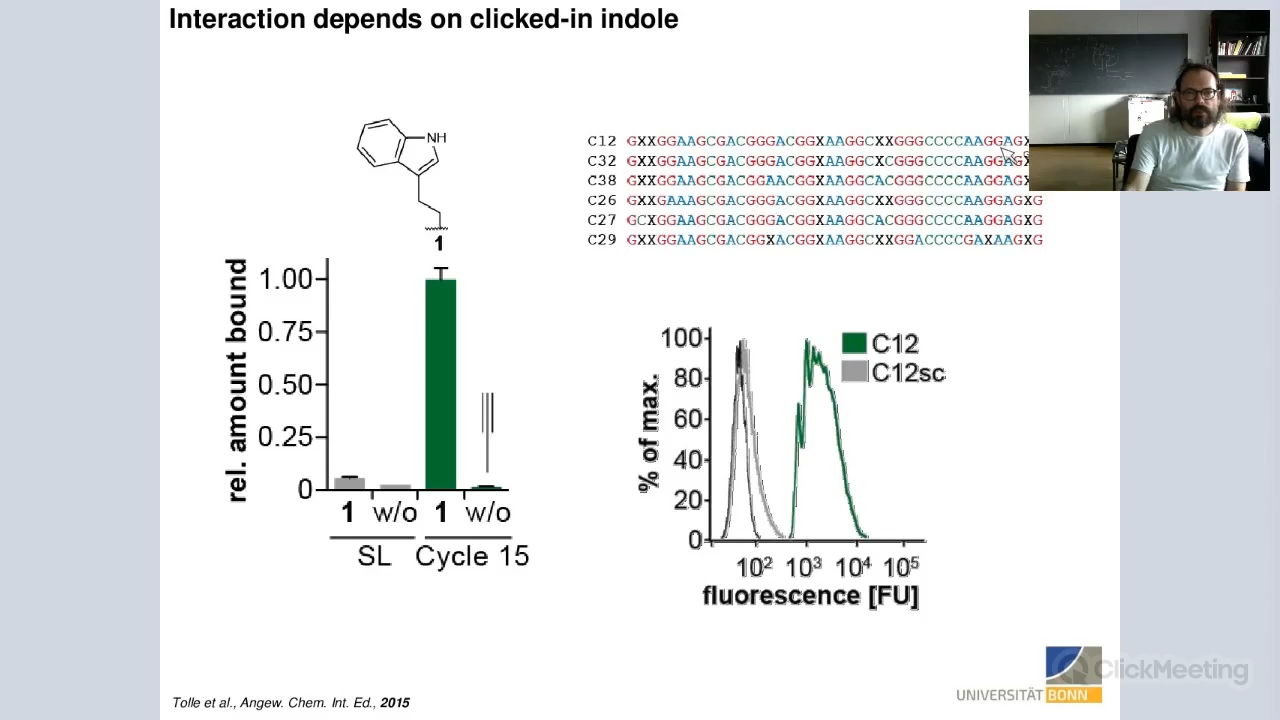 Interaction depends on clicked-in indole
NH
1
C12 GXXGGAAGCGACGGGACGGXAAGGCXXGGGCCCCAAGGAGX
C32 GXXGGAAGCGACGGGACGGXAAGGCXCGGGCCCCAAGGAGX
C38 GXXGGAAGCGACGGAACGGXAAGGCACGGGCCCCAAGGAGX
C26 GXXGAAAGCGACGGGACGGXAAGGCXXGGGCCCCAAGGAGXG
C27 GCXGGAAGCGACGGGACGGXAAGGCACGGGCCCCAAGGAGXG
C29 GXXGGAAGCGACGGXACGGXAAGGCXXGGACCCCGAXAAGXG
rel. amount bound
1.00
0.75
0.50
0.25
0
1 w/o 1 w/o
SL Cycle 15
% of max.
100
80
60
40
20
0
C12
C12sc
10² 10³ 10⁴ 10⁵
fluorescence [FU]
ClickMeeting
UNIVERSITÄT BONN
Tolle et al., Angew. Chem. Int. Ed., 2015